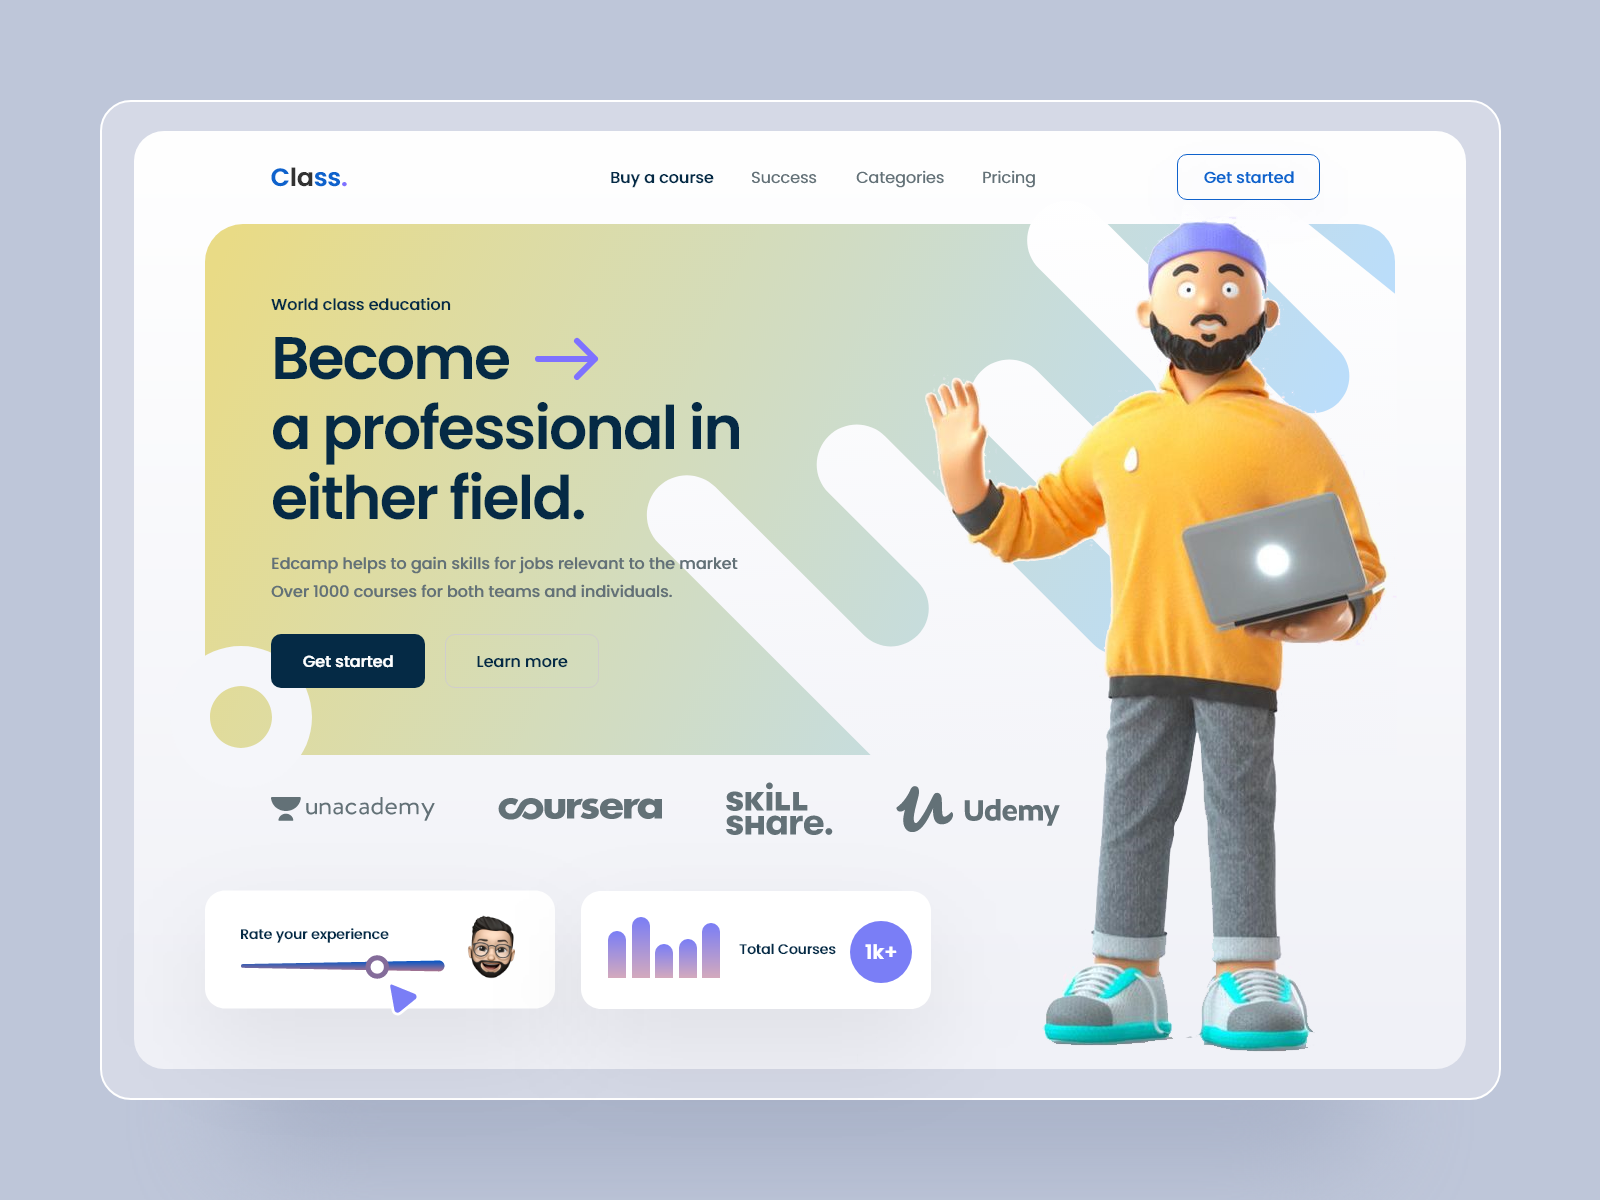 Class.
Buy a course
Success
Categories
Pricing
Get started
World class education
Become
a professional in
either field.
Edcamp helps to gain skills for jobs relevant to the market
Over 1000 courses for both teams and individuals.
Get started
Learn more
unacademy
coursera
SKILL
SHare.
Udemy
Rate your experience
Total Courses
1k+